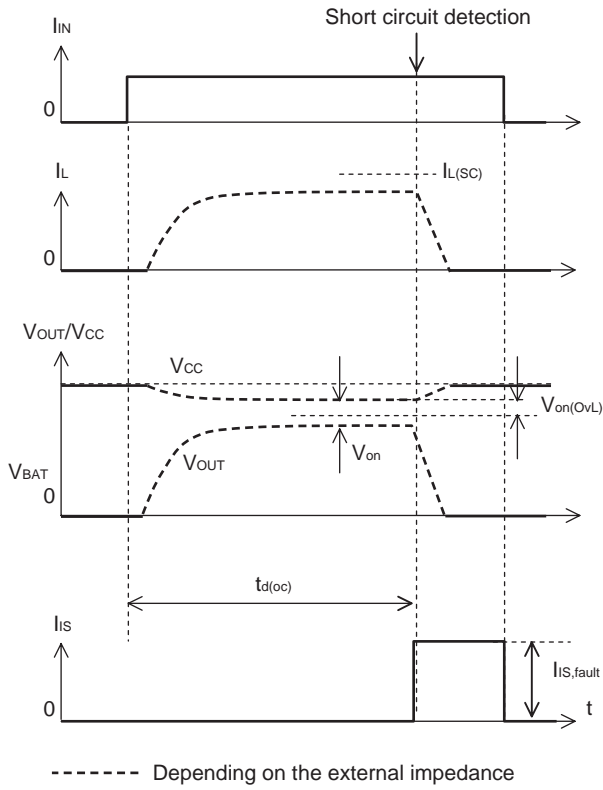 Short circuit detection
IIN
0
IL
IL(SC)
0
VOUT/VCC
VCC
Von(OvL)
VOUT
Von
VBAT
0
td(oc)
IIS
IIS,fault
0
t
Depending on the external impedance